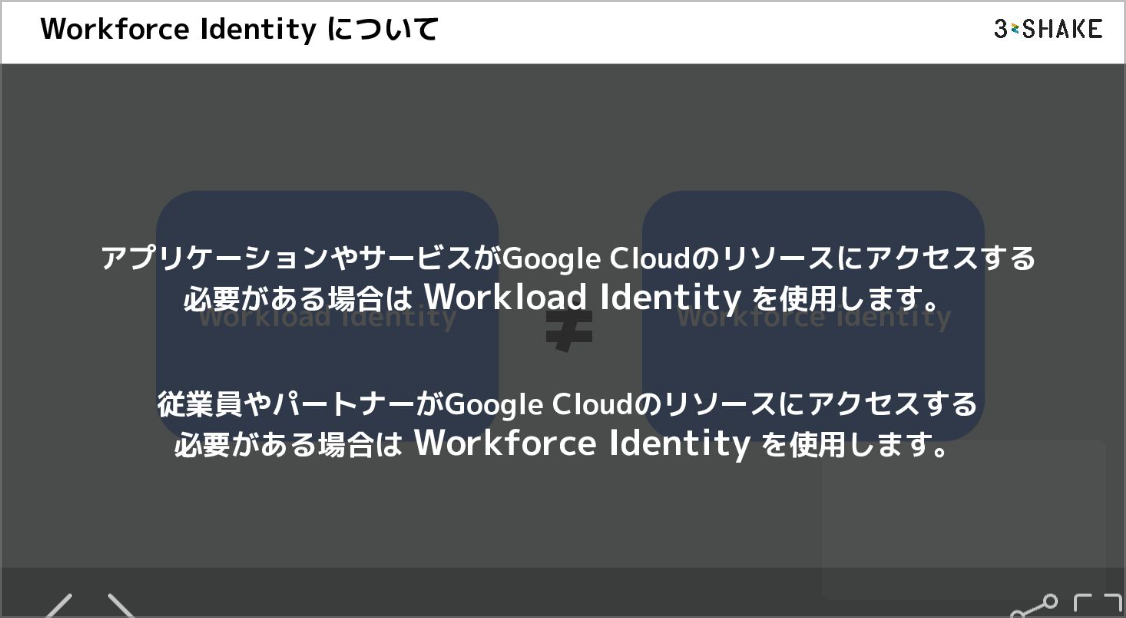 Workforce Identity について
3-SHAKE
アプリケーションやサービスがGoogle Cloudのリソースにアクセスする
必要がある場合は Workload Identity を使用します。
Workload Identity
≠
Workforce Identity
従業員やパートナーがGoogle Cloudのリソースにアクセスする
必要がある場合は Workforce Identity を使用します。